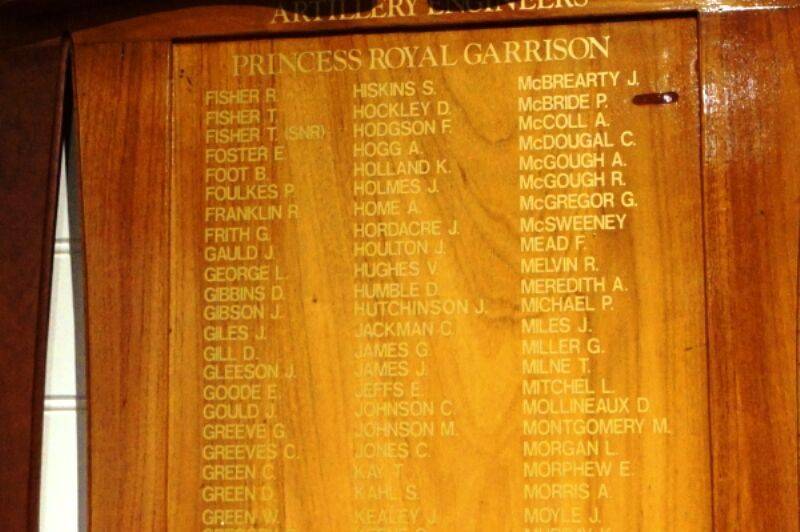 ARTILLERY ENGINEERS
PRINCESS ROYAL GARRISON
FISHER R.
FISHER T.
FISHER T. (SNR)
FOSTER E.
FOOT B.
FOULKES P.
FRANKLIN R.
FRITH G.
GAULD J.
GEORGE L.
GIBBINS D.
GIBSON J.
GILES J.
GILL D.
GLEESON J.
GOODE E.
GOULD J.
GREEVE G.
GREEVES C.
GREEN C.
GREEN D.
GREEN W.
HISKINS S.
HOCKLEY D.
HODGSON F.
HOGG A.
HOLLAND K.
HOLMES J.
HOME A.
HORDACRE J.
HOULTON J.
HUGHES V.
HUMBLE D.
HUTCHINSON J.
JACKMAN C.
JAMES G.
JAMES J.
JEFFS E.
JOHNSON C.
JOHNSON M.
JONES C.
KAY T.
KAHL S.
KEALEY J.
McBREARTY J.
McBRIDE P.
McCOLL A.
McDOUGAL C.
McGOUGH A.
McGOUGH R.
McGREGOR G.
McSWEENEY
MEAD F.
MELVIN R.
MEREDITH A.
MICHAEL P.
MILES J.
MILLER G.
MILNE T.
MITCHEL L.
MOLLINEAUX D.
MONTGOMERY M.
MORGAN L.
MORPHEW E.
MORRIS A.
MOYLE J.